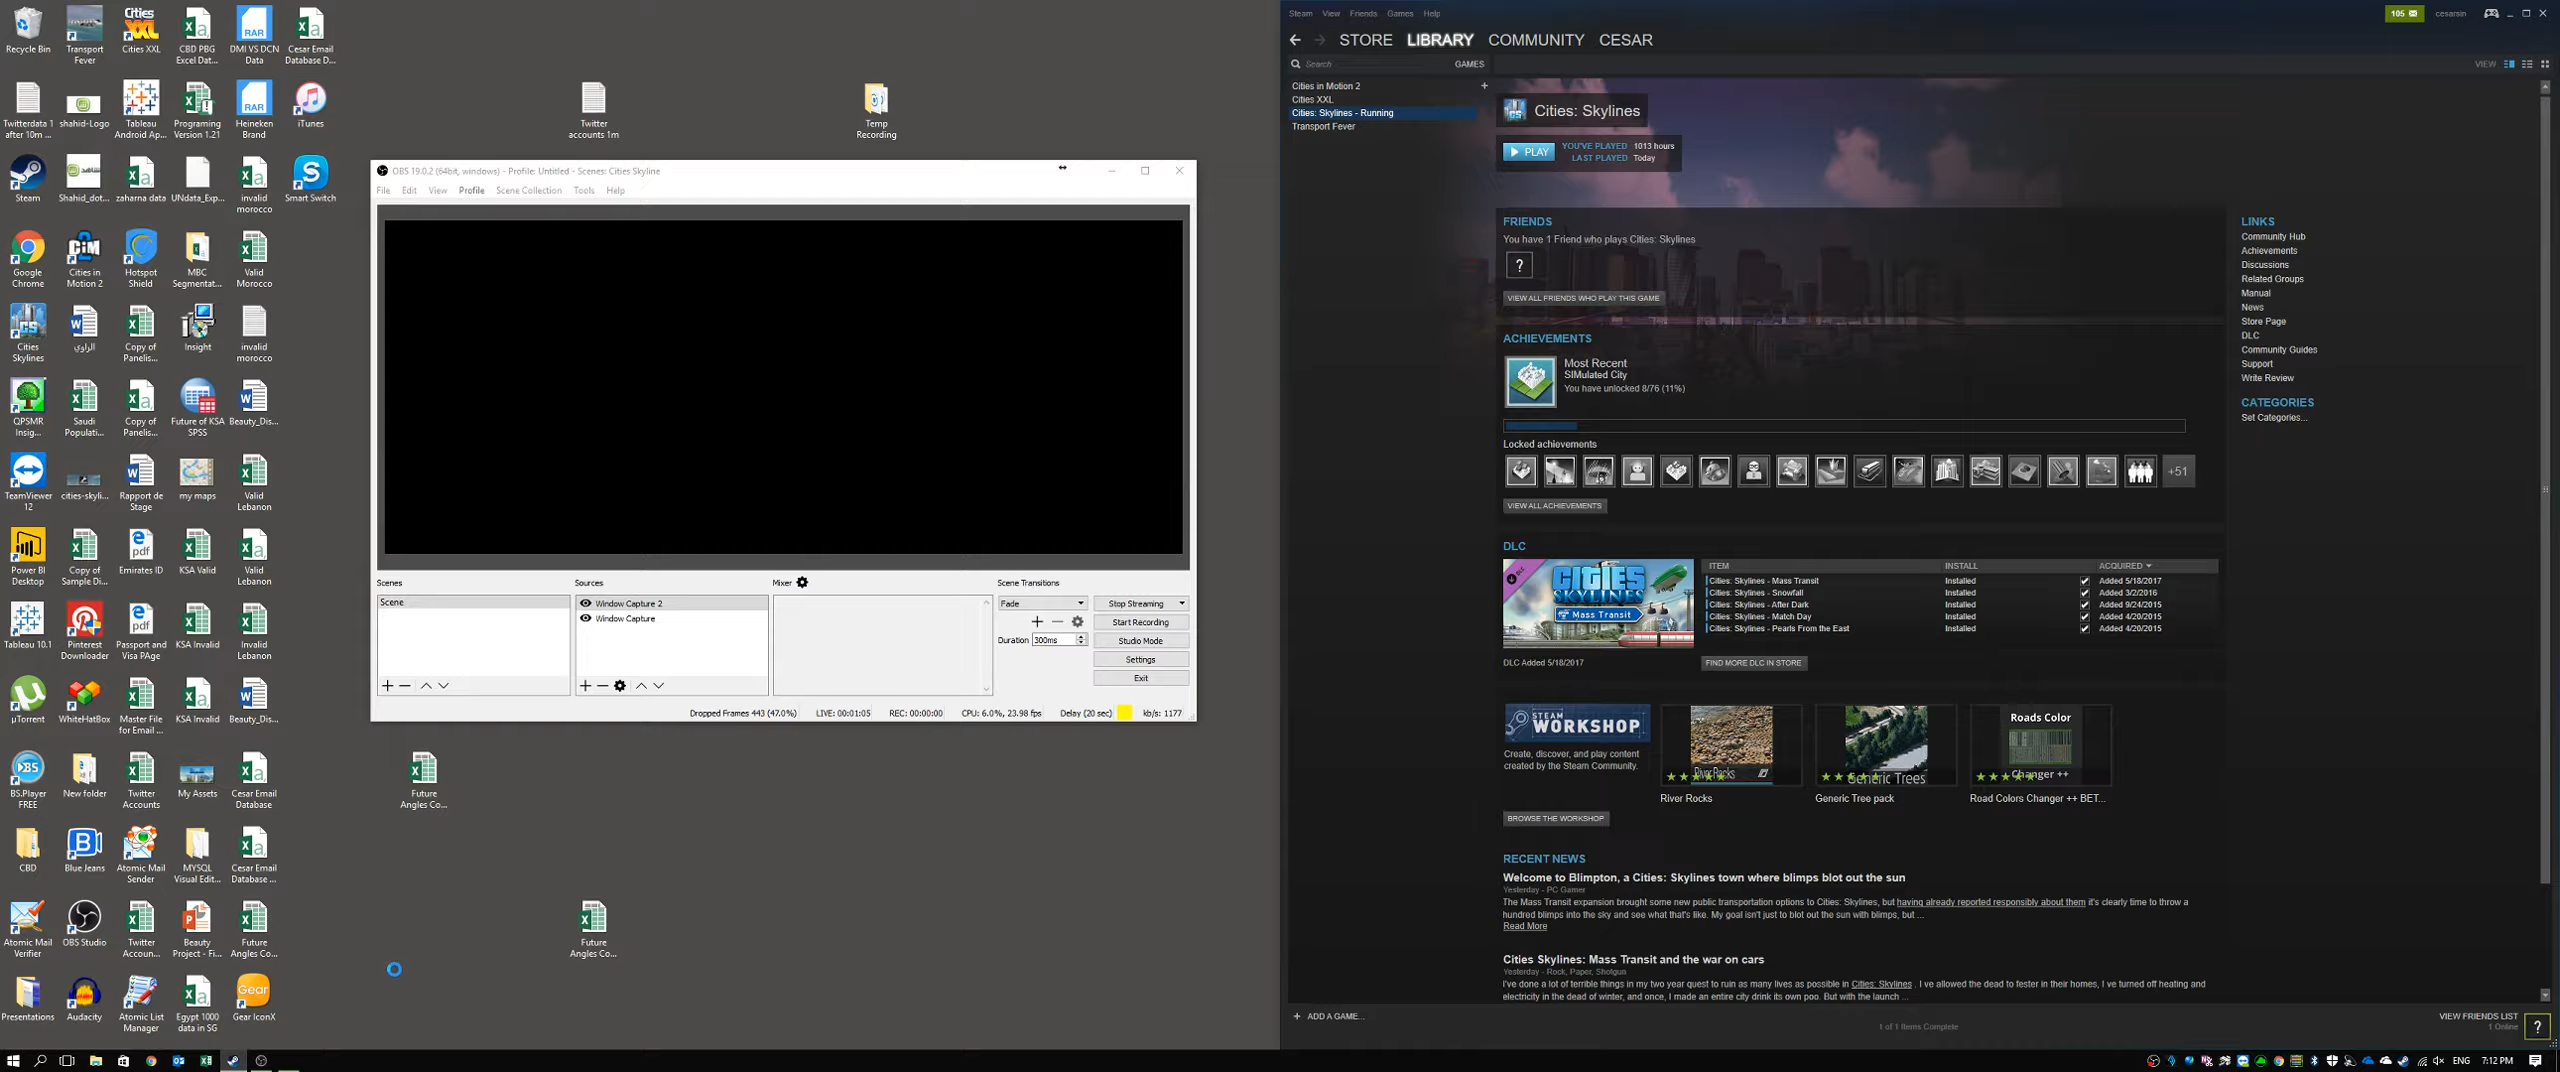 Recycle Bin
Transport Fever
Cities XXL
CBD PBG Excel Dat...
DMI VS DCN Data
Cesar Email Database D...
Twitterdata 1 after 10m ...
shahid-Logo
Tableau Android Ap...
Programing Version 1.21
Heineken Brand
iTunes
Twitter accounts 1m
Temp Recording
Steam
Shahid_dot...
zaharna data
UNdata_Exp...
invalid morocco
Smart Switch
Google Chrome
Cities in Motion 2
Hotspot Shield
MBC Segmentat...
Valid Morocco
Cities Skylines
الراوي
Copy of Panelis...
Insight
invalid morocco
QPSMR Insig...
Saudi Populati...
Copy of Panelis...
Future of KSA SPSS
Beauty_Dis...
TeamViewer 12
cities-skyli...
Rapport de Stage
my maps
Valid Lebanon
Power BI Desktop
Copy of Sample Di...
Emirates ID
KSA Valid
Valid Lebanon
Tableau 10.1
Pinterest Downloader
Passport and Visa PAge
KSA Invalid
Invalid Lebanon
µTorrent
WhiteHatBox
Master File for Email ...
KSA Invalid
Beauty_Dis...
BS.Player FREE
New folder
Twitter Accounts
My Assets
Cesar Email Database
Future Angles Co...
CBD
Blue Jeans
Atomic Mail Sender
MYSQL Visual Edit...
Cesar Email Database ...
Atomic Mail Verifier
OBS Studio
Twitter Accoun...
Beauty Project - Fi...
Future Angles Co...
Future Angles Co...
Presentations
Audacity
Atomic List Manager
Egypt 1000 data in SG
Gear IconX
OBS 19.0.2 (64bit, windows) - Profile: Untitled - Scenes: Cities Skyline
File Edit View Profile Scene Collection Tools Help
Scenes
Scene
Sources
Window Capture 2
Window Capture
Mixer
Scene Transitions
Fade
Duration 300ms
Stop Streaming
Start Recording
Studio Mode
Settings
Exit
Dropped Frames 443 (47.0%) LIVE: 00:01:05 REC: 00:00:00 CPU: 6.0%, 23.98 fps Delay (20 sec) kb/s: 1177
Steam View Friends Games Help
105
cesarsin
STORE LIBRARY COMMUNITY CESAR
Search
GAMES
VIEW
Cities in Motion 2
Cities XXL
Cities: Skylines - Running
Transport Fever
Cities: Skylines
PLAY
YOU'VE PLAYED 1013 hours
LAST PLAYED Today
FRIENDS
You have 1 Friend who plays Cities: Skylines
?
VIEW ALL FRIENDS WHO PLAY THIS GAME
ACHIEVEMENTS
Most Recent
SIMulated City
You have unlocked 8/76 (11%)
Locked achievements
+51
VIEW ALL ACHIEVEMENTS
DLC
DLC
CITIES
SKYLINES
Mass Transit
DLC Added 5/18/2017
ITEM INSTALL ACQUIRED
Cities: Skylines - Mass Transit Installed Added 5/18/2017
Cities: Skylines - Snowfall Installed Added 3/2/2016
Cities: Skylines - After Dark Installed Added 9/24/2015
Cities: Skylines - Match Day Installed Added 4/20/2015
Cities: Skylines - Pearls From the East Installed Added 4/20/2015
FIND MORE DLC IN STORE
STEAM
WORKSHOP
Create, discover, and play content
created by the Steam Community.
BROWSE THE WORKSHOP
River Rocks
River Rocks
Generic Trees
Generic Tree pack
Roads Color
Changer ++
Road Colors Changer ++ BET...
RECENT NEWS
Welcome to Blimpton, a Cities: Skylines town where blimps blot out the sun
Yesterday - PC Gamer
The Mass Transit expansion brought some new public transportation options to Cities: Skylines, but having already reported responsibly about them it's clearly time to throw a
hundred blimps into the sky and see what that's like. My goal isn't just to blot out the sun with blimps, but ...
Read More
Cities Skylines: Mass Transit and the war on cars
Yesterday - Rock, Paper, Shotgun
I've done a lot of terrible things in my two year quest to ruin as many lives as possible in Cities: Skylines . I've allowed the dead to fester in their homes, I've turned off heating and
electricity in the dead of winter, and once, I made an entire city drink its own poo. But with the launch ...
LINKS
Community Hub
Achievements
Discussions
Related Groups
Manual
News
Store Page
DLC
Community Guides
Support
Write Review
CATEGORIES
Set Categories...
+ ADD A GAME...
1 of 1 Items Complete
VIEW FRIENDS LIST
1 Online
?
ENG 7:12 PM